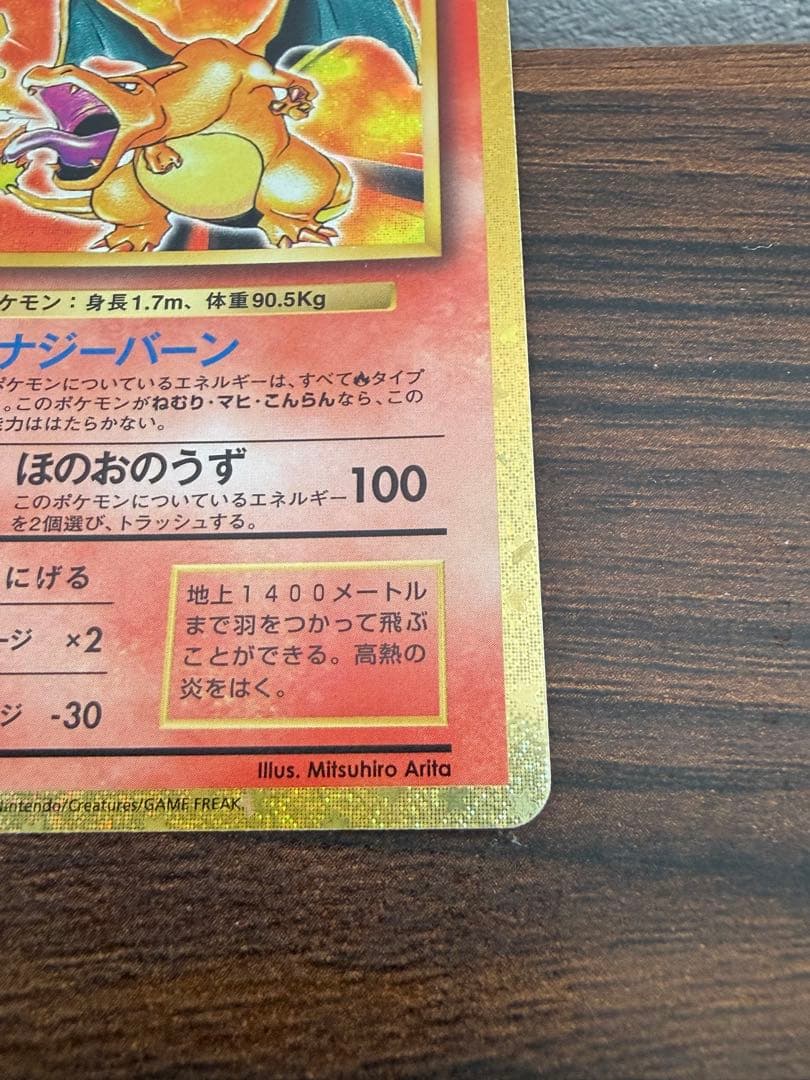 ケモン：身長1.7m、体重90.5Kg
ナジーバーン
ポケモンについているエネルギーは、すべて🔥タイプ
。このポケモンがねむり・マヒ・こんらんなら、この
力ははたらかない。
ほのおのうず 100
このポケモンについているエネルギー
を2個選び、トラッシュする。
にげる
ージ ×2
ジ -30
地上1400メートル
まで羽をつかって飛ぶ
ことができる。高熱の
炎をはく。
Illus. Mitsuhiro Arita
Nintendo/Creatures/GAME FREAK.